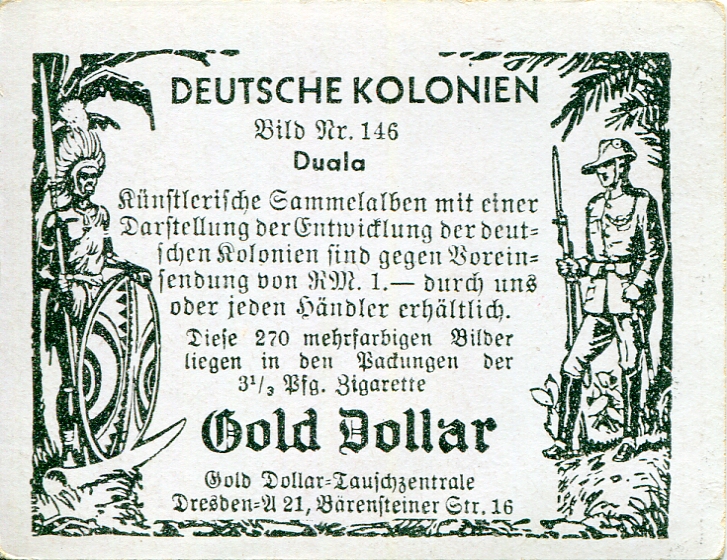 DEUTSCHE KOLONIEN
Bild Nr. 146
Duala
Künstlerische Sammelalben mit einer
Darstellung der Entwicklung der deut-
schen Kolonien sind gegen Vorein-
sendung von RM. 1.— durch uns
oder jeden Händler erhältlich.
Diese 270 mehrfarbigen Bilder
liegen in den Packungen der
3¹/₃ Pfg. Zigarette
Gold Dollar
Gold Dollar-Tauschzentrale
Dresden-A 21, Bärensteiner Str. 16